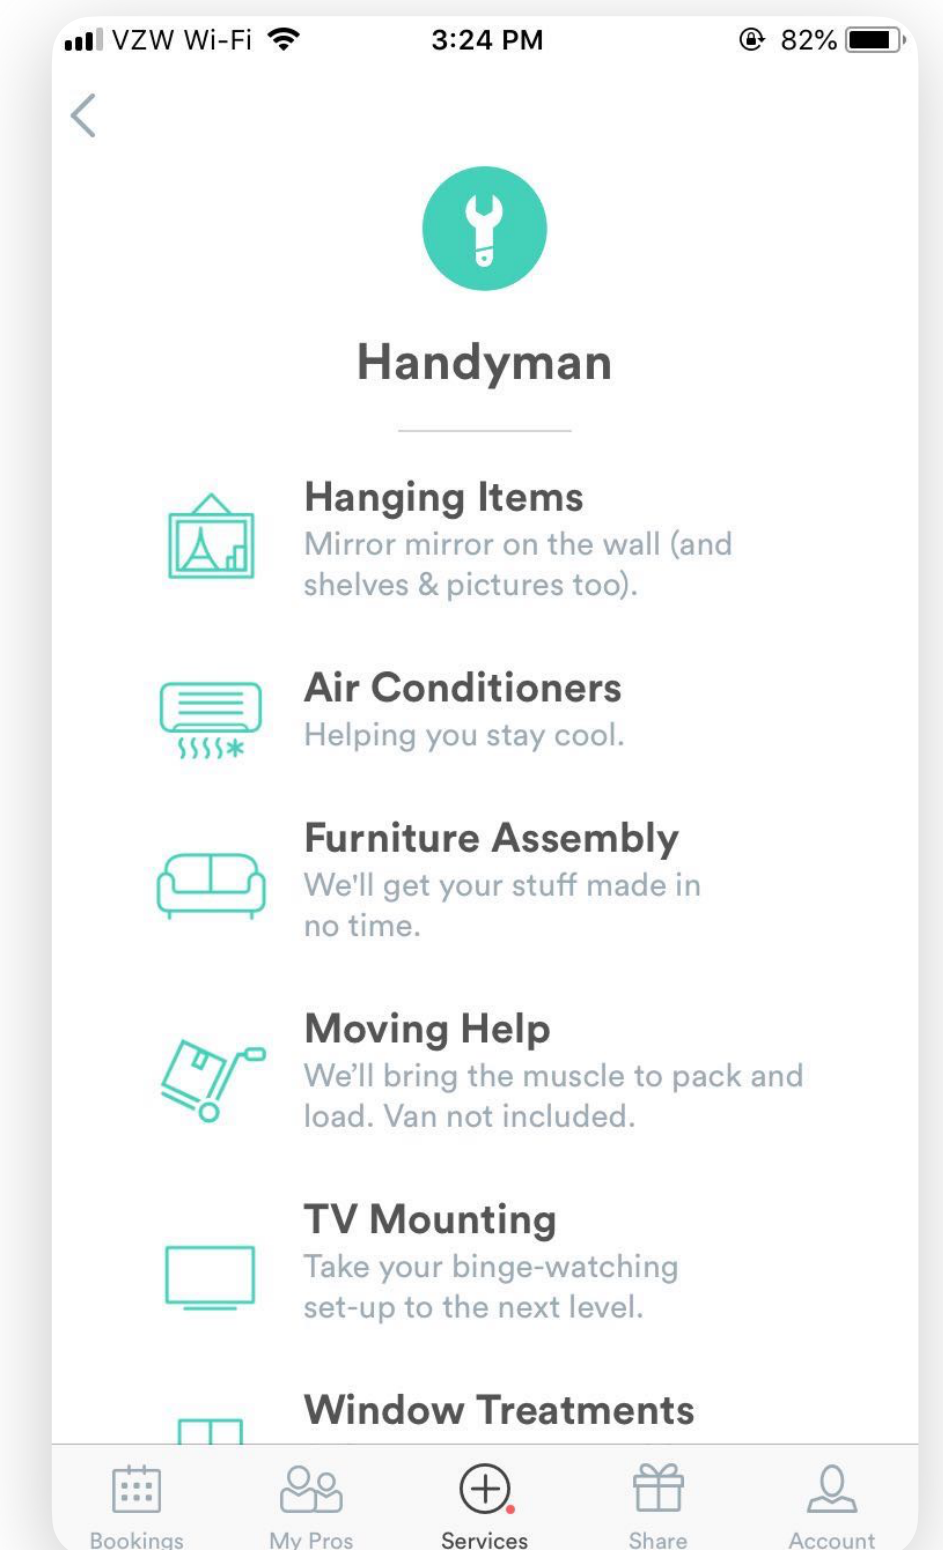 VZW Wi-Fi 3:24 PM 82%
Handyman
Hanging Items
Mirror mirror on the wall (and
shelves & pictures too).
Air Conditioners
Helping you stay cool.
Furniture Assembly
We'll get your stuff made in
no time.
Moving Help
We’ll bring the muscle to pack and
load. Van not included.
TV Mounting
Take your binge-watching
set-up to the next level.
Window Treatments
Bookings My Pros Services Share Account